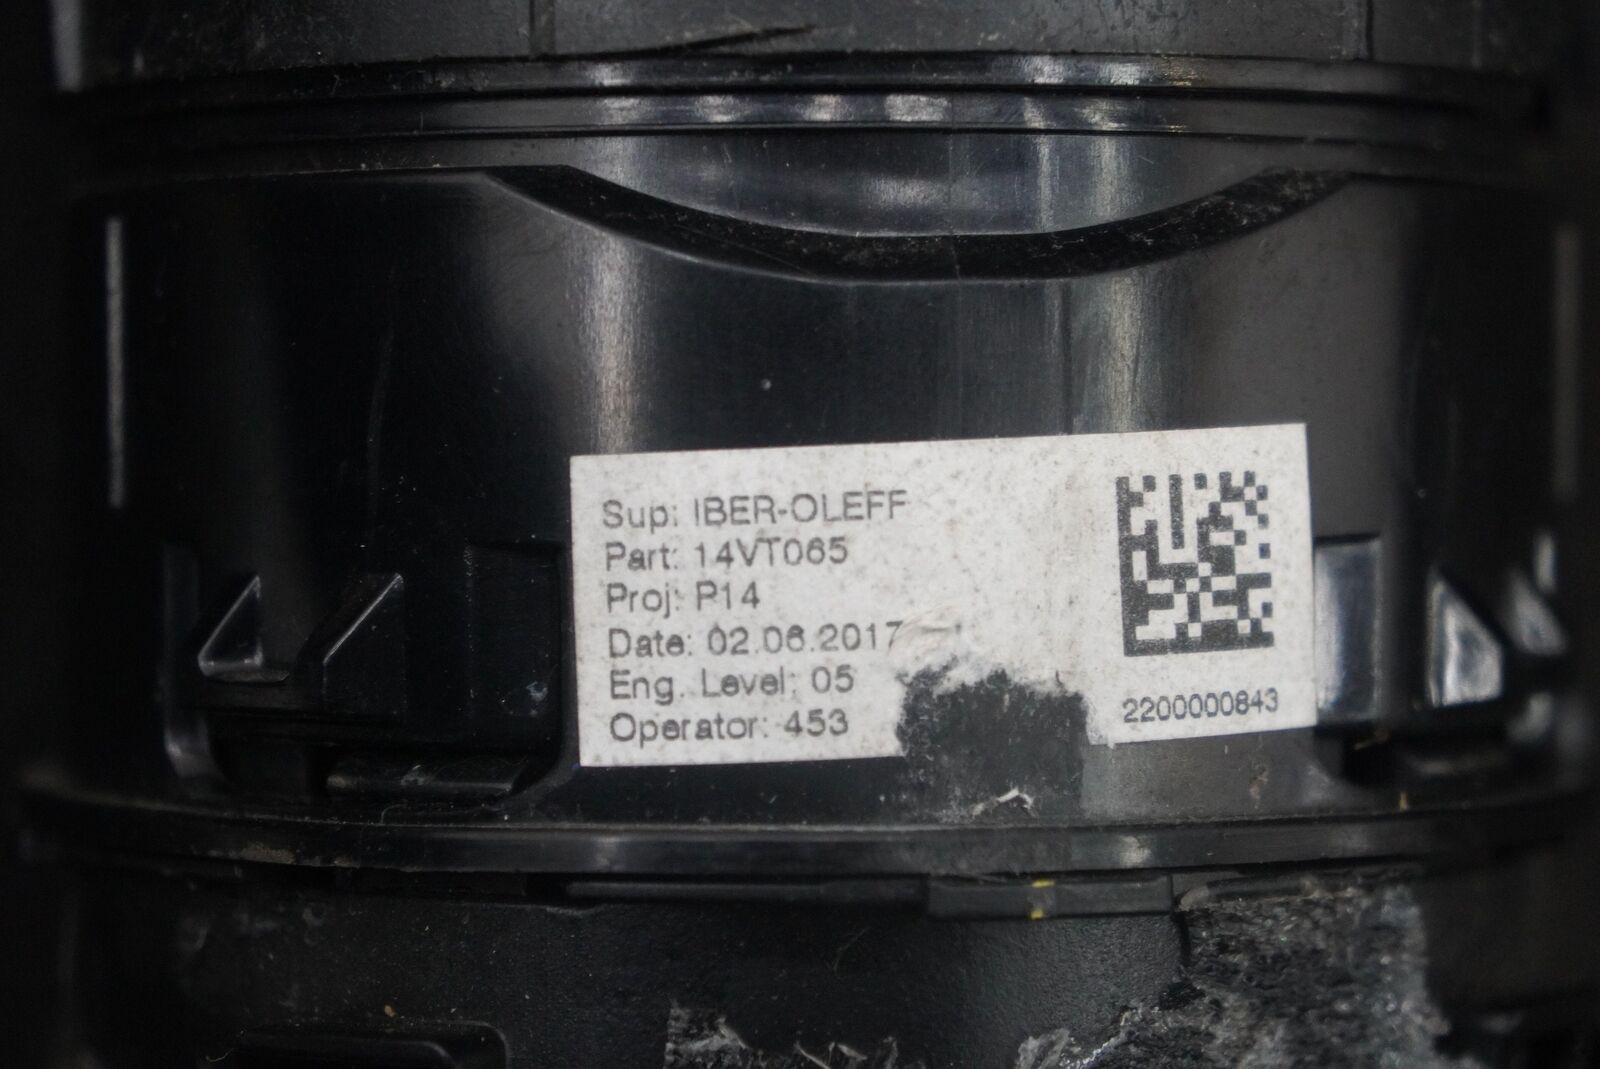 Sup: IBER-OLEFF
Part: 14VT065
Proj: P14
Date: 02.06.2017
Eng. Level: 05
Operator: 453
2200000843